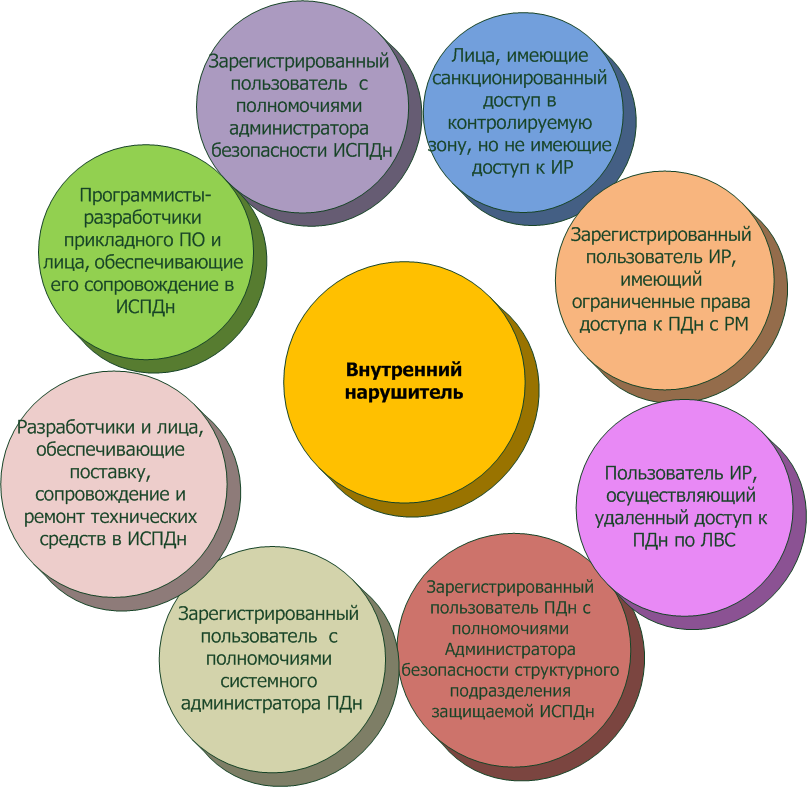 Зарегистрированный
пользователь с
полномочиями
администратора
безопасности ИСПДн
Лица, имеющие
санкционированный
доступ в
контролируемую
зону, но не имеющие
доступ к ИР
Программисты-
разработчики
прикладного ПО и
лица, обеспечивающие
его сопровождение в
ИСПДн
Зарегистрированный
пользователь ИР,
имеющий
ограниченные права
доступа к ПДн с РМ
Внутренний
нарушитель
Разработчики и лица,
обеспечивающие
поставку,
сопровождение и
ремонт технических
средств в ИСПДн
Пользователь ИР,
осуществляющий
удаленный доступ к
ПДн по ЛВС
Зарегистрированный
пользователь с
полномочиями
системного
администратора ПДн
Зарегистрированный
пользователь ПДн с
полномочиями
Администратора
безопасности структурного
подразделения
защищаемой ИСПДн